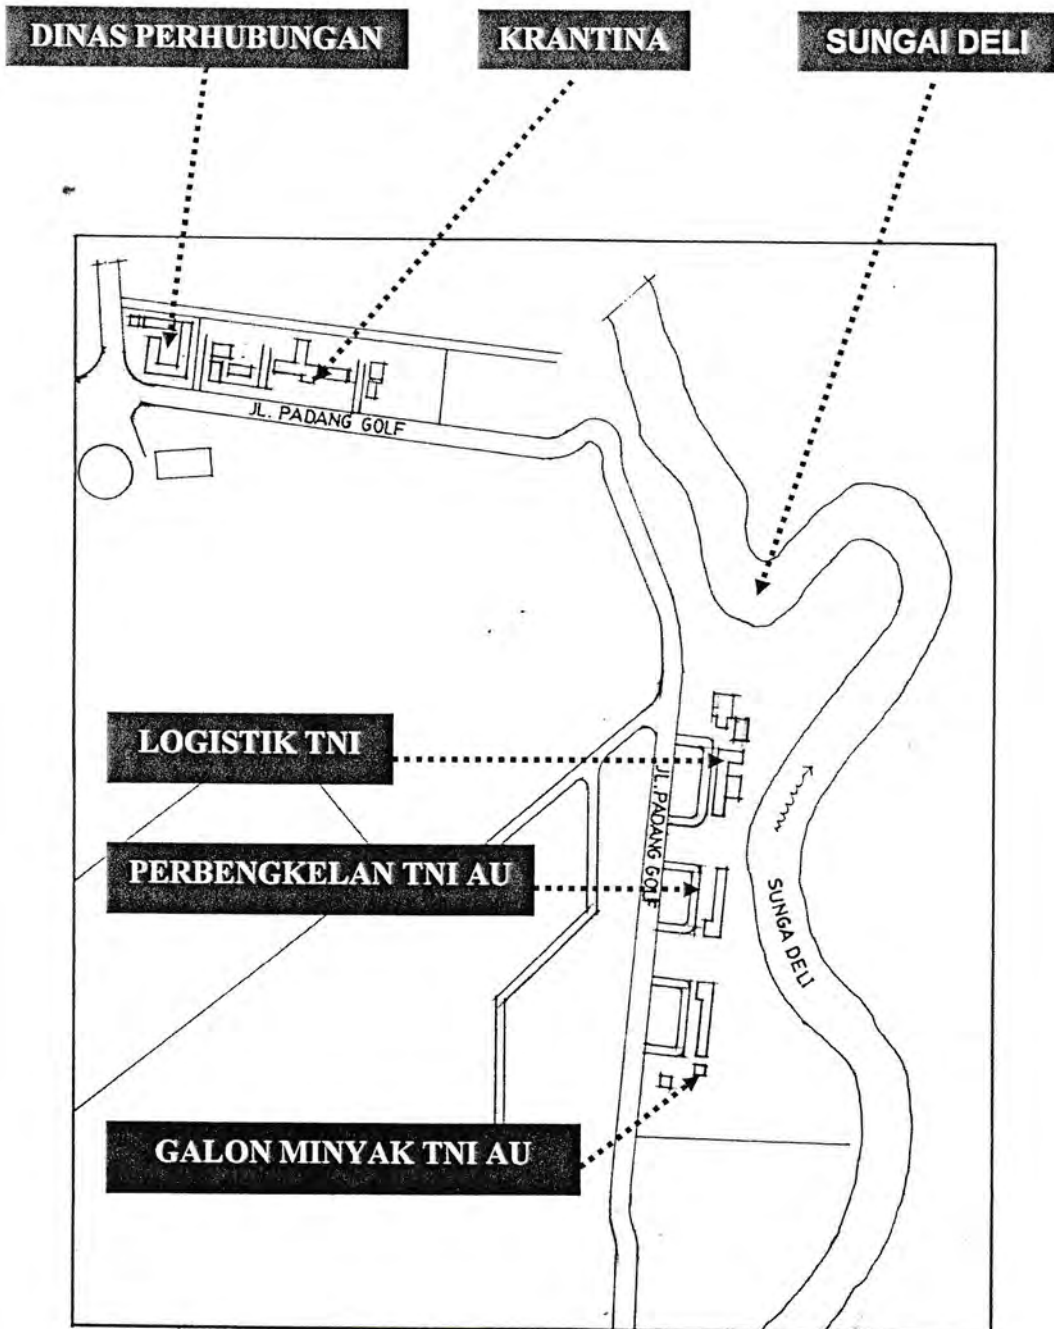 DINAS PERHUBUNGAN
KRANTINA
SUNGAI DELI
JL. PADANG GOLF
LOGISTIK TNI
JL. PADANG GOLF
PERBENGKELAN TNI AU
SUNGA DELI
GALON MINYAK TNI AU